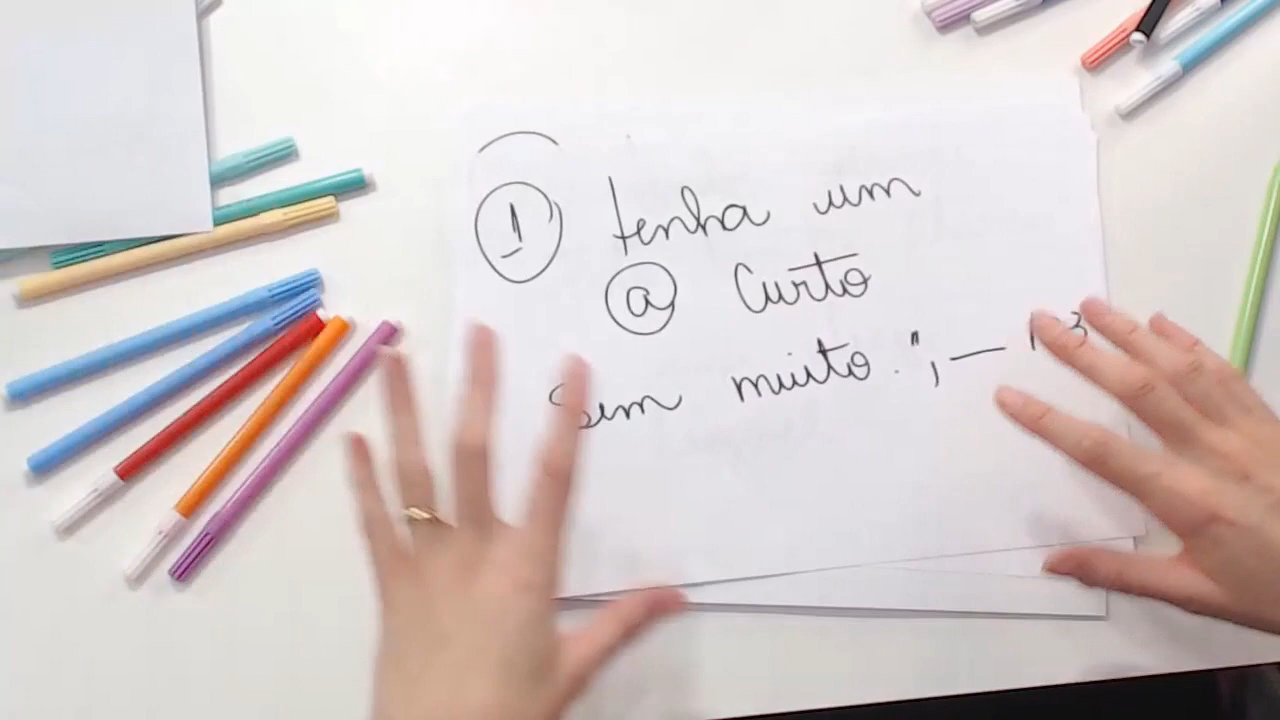 1 tenha um
@ Curto
Sem muito . " ; —